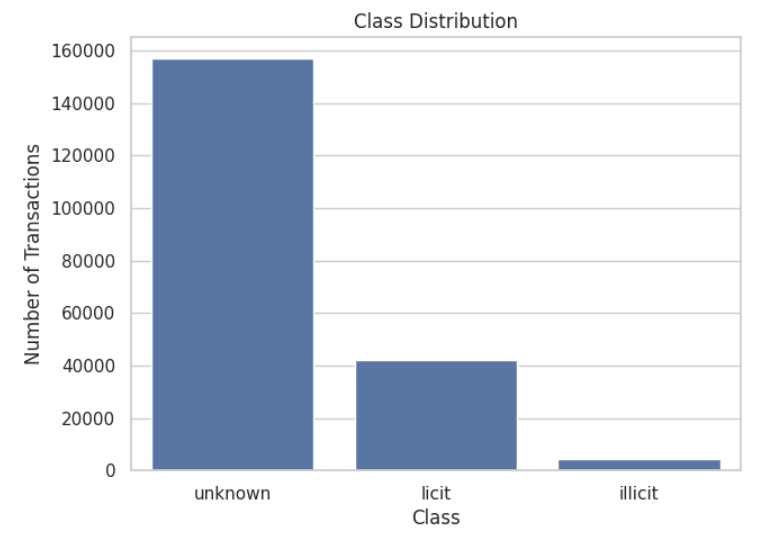 Class Distribution
Number of Transactions
160000
140000
120000
100000
80000
60000
40000
20000
0
unknown
licit
illicit
Class